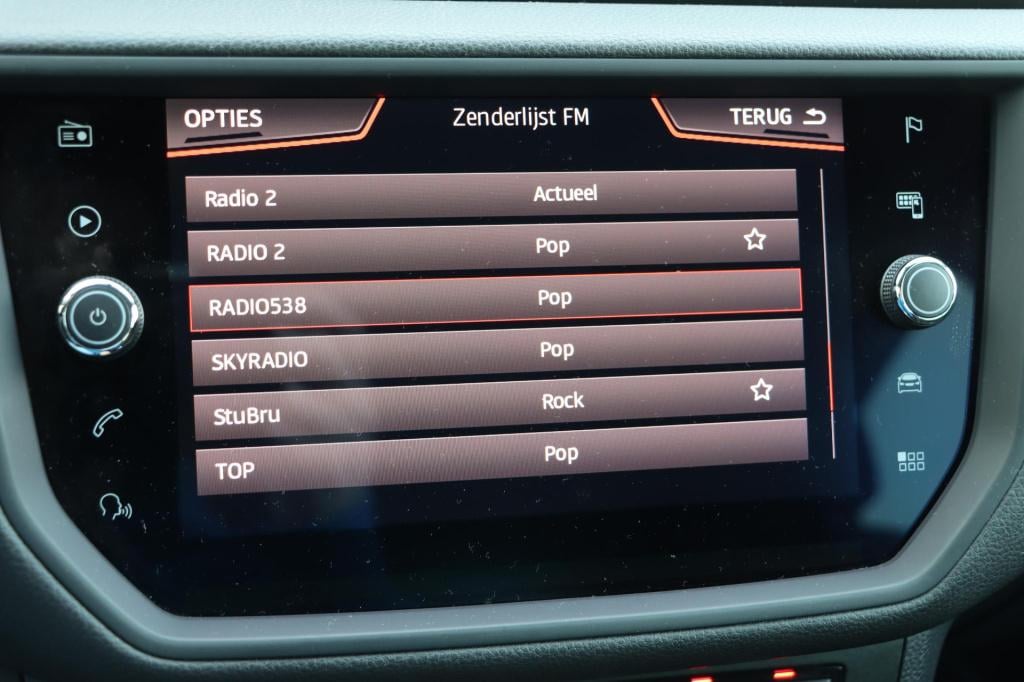 OPTIES Zenderlijst FM TERUG
Radio 2 Actueel
RADIO 2 Pop
RADIO538 Pop
SKYRADIO Pop
StuBru Rock
TOP Pop